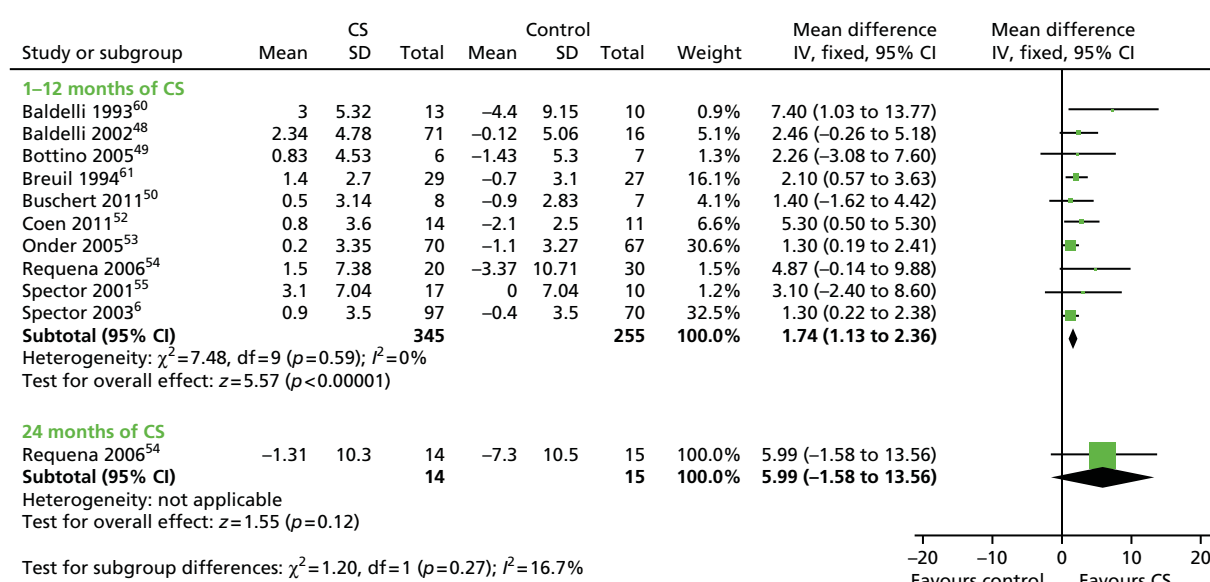 CS Control Mean difference Mean difference
Study or subgroup Mean SD Total Mean SD Total Weight IV, fixed, 95% CI IV, fixed, 95% CI
1–12 months of CS
Baldelli 1993⁶⁰ 3 5.32 13 −4.4 9.15 10 0.9% 7.40 (1.03 to 13.77)
Baldelli 2002⁴⁸ 2.34 4.78 71 −0.12 5.06 16 5.1% 2.46 (−0.26 to 5.18)
Bottino 2005⁴⁹ 0.83 4.53 6 −1.43 5.3 7 1.3% 2.26 (−3.08 to 7.60)
Breuil 1994⁶¹ 1.4 2.7 29 −0.7 3.1 27 16.1% 2.10 (0.57 to 3.63)
Buschert 2011⁵⁰ 0.5 3.14 8 −0.9 2.83 7 4.1% 1.40 (−1.62 to 4.42)
Coen 2011⁵² 0.8 3.6 14 −2.1 2.5 11 6.6% 5.30 (0.50 to 5.30)
Onder 2005⁵³ 0.2 3.35 70 −1.1 3.27 67 30.6% 1.30 (0.19 to 2.41)
Requena 2006⁵⁴ 1.5 7.38 20 −3.37 10.71 30 1.5% 4.87 (−0.14 to 9.88)
Spector 2001⁵⁵ 3.1 7.04 17 0 7.04 10 1.2% 3.10 (−2.40 to 8.60)
Spector 2003⁶ 0.9 3.5 97 −0.4 3.5 70 32.5% 1.30 (0.22 to 2.38)
Subtotal (95% CI) 345 255 100.0% 1.74 (1.13 to 2.36)
Heterogeneity: χ²=7.48, df=9 (p=0.59); I²=0%
Test for overall effect: z=5.57 (p<0.00001)
24 months of CS
Requena 2006⁵⁴ −1.31 10.3 14 −7.3 10.5 15 100.0% 5.99 (−1.58 to 13.56)
Subtotal (95% CI) 14 15 100.0% 5.99 (−1.58 to 13.56)
Heterogeneity: not applicable
Test for overall effect: z=1.55 (p=0.12)
Test for subgroup differences: χ²=1.20, df=1 (p=0.27); I²=16.7%
−20 −10 0 10 20
Favours control Favours CS